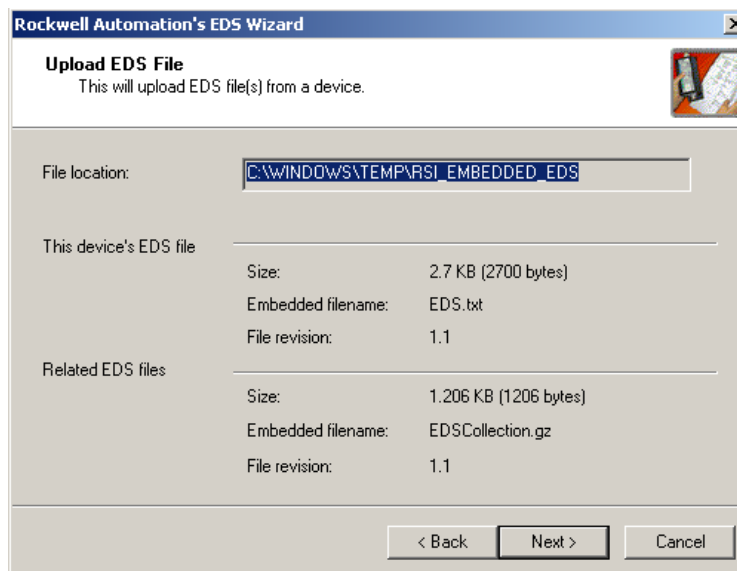 Rockwell Automation's EDS Wizard
Upload EDS File
This will upload EDS file(s) from a device.
File location: C:\WINDOWS\TEMP\RSI_EMBEDDED_EDS
This device's EDS file
Size: 2.7 KB (2700 bytes)
Embedded filename: EDS.txt
File revision: 1.1
Related EDS files
Size: 1.206 KB (1206 bytes)
Embedded filename: EDSCollection.gz
File revision: 1.1
< Back Next > Cancel